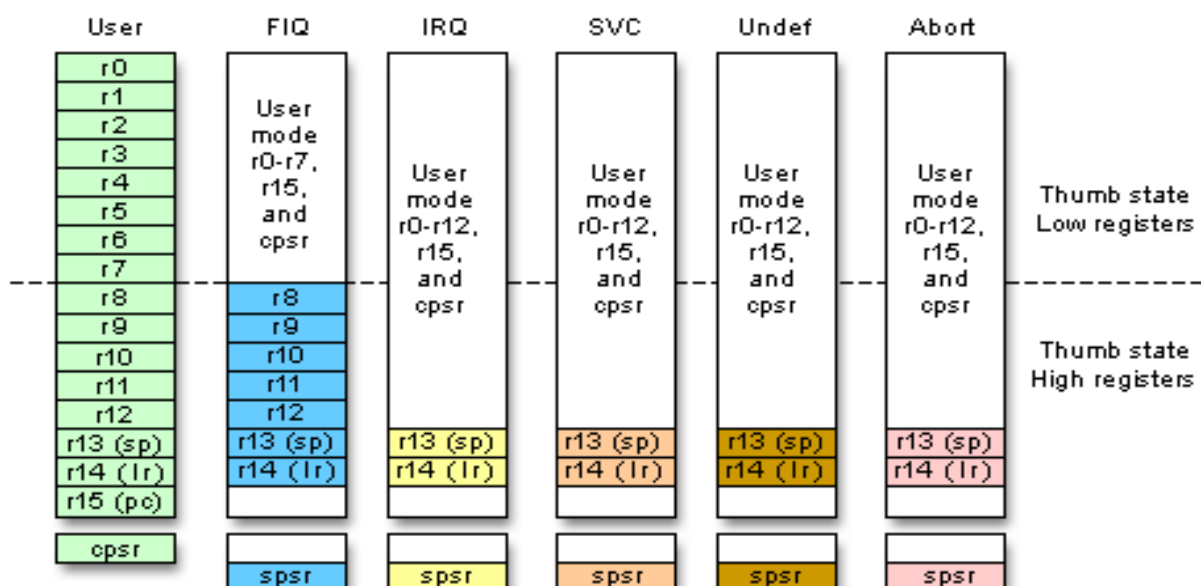 User
FIQ
IRQ
SVC
Undef
Abort
r0
r1
r2
r3
r4
r5
r6
r7
r8
r9
r10
r11
r12
r13 (sp)
r14 (lr)
r15 (pc)
cpsr
User
mode
r0-r7,
r15,
and
cpsr
r8
r9
r10
r11
r12
r13 (sp)
r14 (lr)
spsr
User
mode
r0-r12,
r15,
and
cpsr
r13 (sp)
r14 (lr)
spsr
User
mode
r0-r12,
r15,
and
cpsr
r13 (sp)
r14 (lr)
spsr
User
mode
r0-r12,
r15,
and
cpsr
r13 (sp)
r14 (lr)
spsr
User
mode
r0-r12,
r15,
and
cpsr
r13 (sp)
r14 (lr)
spsr
Thumb state
Low registers
Thumb state
High registers